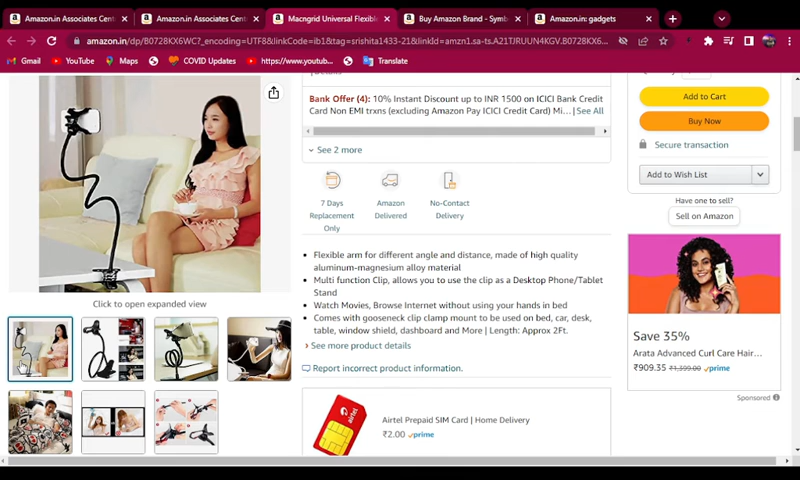 Amazon.in Associates Cent
Amazon.in Associates Cent
Macngrid Universal Flexible
Buy Amazon Brand - Symb
Amazon.in: gadgets
amazon.in/dp/B0728KX6WC?_encoding=UTF8&linkCode=ib1&tag=srishita1433-21&linkId=amzn1.sa-ts.A21TJRUUN4KGV.B0728KX6...
Gmail
YouTube
Maps
COVID Updates
https://www.youtub...
Translate
Details
Bank Offer (4): 10% Instant Discount up to INR 1500 on ICICI Bank Credit
Card Non EMI trxns (excluding Amazon Pay ICICI Credit Card) Mi... | See All
See 2 more
7 Days
Replacement
Only
Amazon
Delivered
No-Contact
Delivery
Flexible arm for different angle and distance, made of high quality
aluminum-magnesium alloy material
Multi function Clip, allows you to use the clip as a Desktop Phone/Tablet
Stand
Watch Movies, Browse Internet without using your hands in bed
Comes with gooseneck clip clamp mount to be used on bed, car, desk,
table, window shield, dashboard and More | Length: Approx 2Ft.
See more product details
Report incorrect product information.
Airtel Prepaid SIM Card | Home Delivery
₹2.00 prime
airtel
Click to open expanded view
Add to Cart
Buy Now
Secure transaction
Add to Wish List
Have one to sell?
Sell on Amazon
Save 35%
Arata Advanced Curl Care Hair...
₹909.35 ₹1,399.00 prime
Sponsored